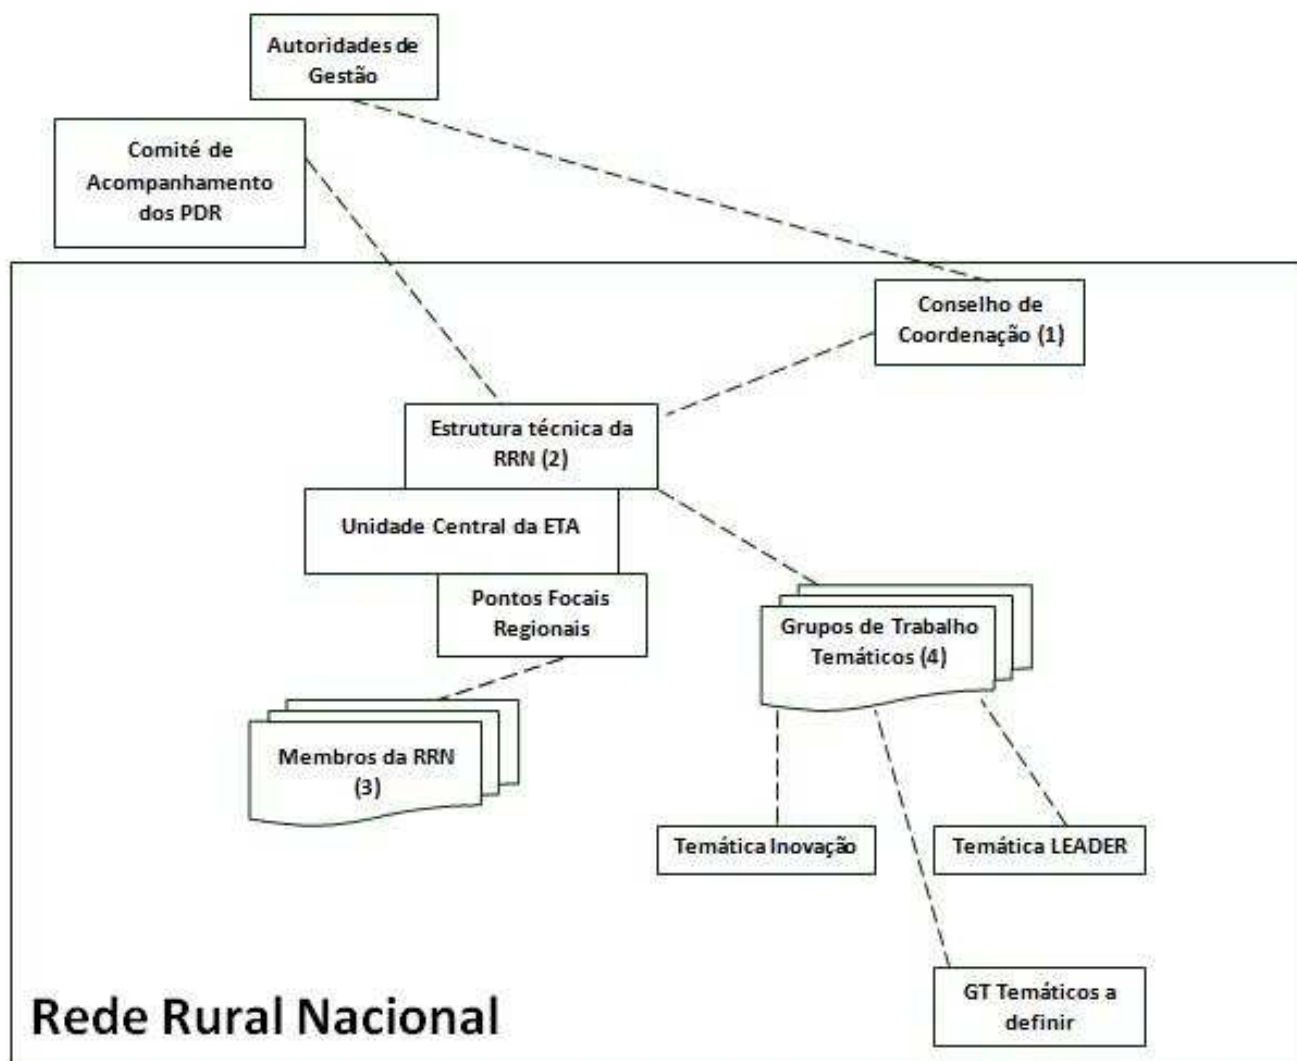 Autoridades de
Gestão
Comité de
Acompanhamento
dos PDR
Conselho de
Coordenação (1)
Estrutura técnica da
RRN (2)
Unidade Central da ETA
Pontos Focais
Regionais
Grupos de Trabalho
Temáticos (4)
Membros da RRN
(3)
Temática Inovação
Temática LEADER
GT Temáticos a
definir
Rede Rural Nacional